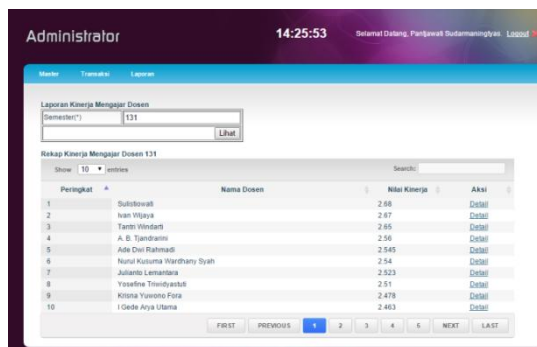 Administrator
14:25:53
Selamat Datang, Pantjawati Sudarmaningtyas Logout
Master Transaksi Laporan
Laporan Kinerja Mengajar Dosen
Semester(*) 131
Lihat
Rekap Kinerja Mengajar Dosen 131
Show 10 entries Search:
Peringkat Nama Dosen Nilai Kinerja Aksi
1 Sulistiowati 2.68 Detail
2 Ivan Wijaya 2.67 Detail
3 Tantri Windarti 2.65 Detail
4 A. B. Tjandrarini 2.56 Detail
5 Ade Dwi Rahmadi 2.545 Detail
6 Nurul Kusuma Wardhany Syah 2.54 Detail
7 Julianto Lemantara 2.523 Detail
8 Yosefine Triwidyastuti 2.51 Detail
9 Krisna Yuwono Fora 2.478 Detail
10 I Gede Arya Utama 2.463 Detail
FIRST PREVIOUS 1 2 3 4 5 NEXT LAST